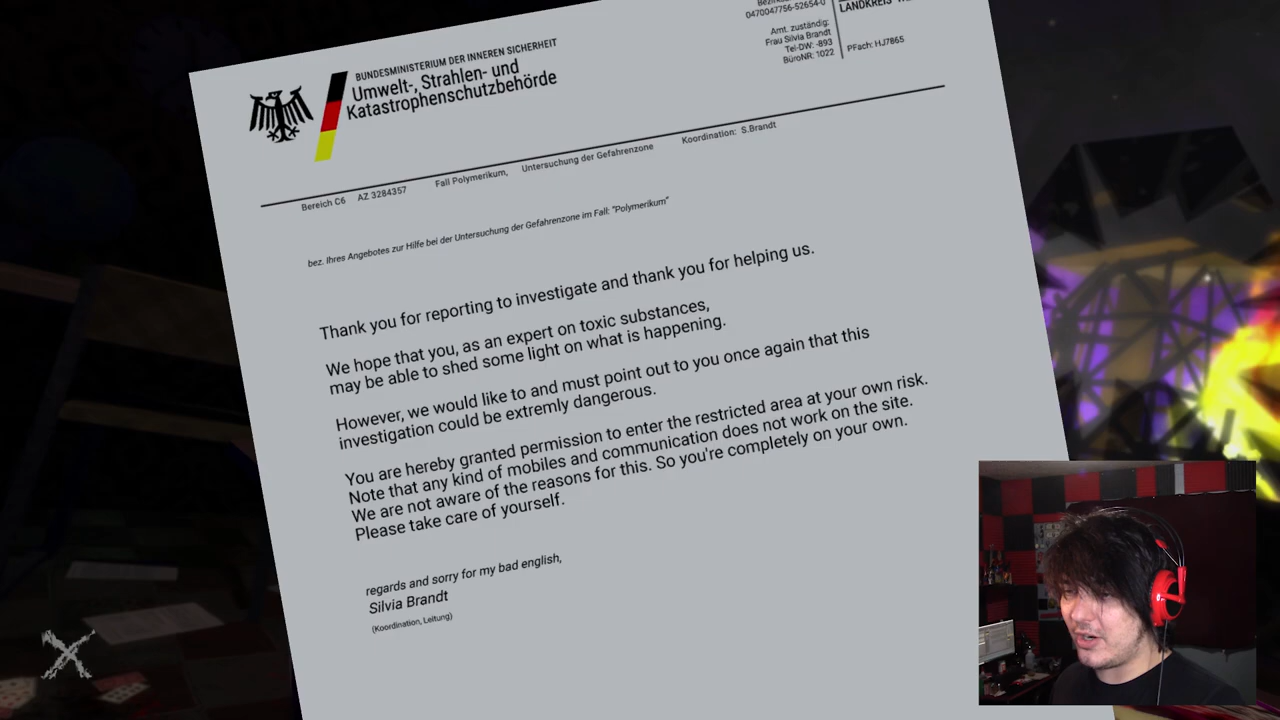 BUNDESMINISTERIUM DER INNEREN SICHERHEIT
Umwelt-, Strahlen- und
Katastrophenschutzbehörde
0470047756-52654-0
LANDKREIS
Amt. zuständig:
Frau Silvia Brandt
Tel-DW: -893
BüroNR: 1022
PFach: HJ7865
Bereich C6 AZ 3284357 Fall Polymerikum, Untersuchung der Gefahrenzone Koordination: S.Brandt
bez. Ihres Angebotes zur Hilfe bei der Untersuchung der Gefahrenzone im Fall: "Polymerikum"
Thank you for reporting to investigate and thank you for helping us.
We hope that you, as an expert on toxic substances,
may be able to shed some light on what is happening.
However, we would like to and must point out to you once again that this
investigation could be extremly dangerous.
You are hereby granted permission to enter the restricted area at your own risk.
Note that any kind of mobiles and communication does not work on the site.
We are not aware of the reasons for this. So you're completely on your own.
Please take care of yourself.
regards and sorry for my bad english,
Silvia Brandt
(Koordination, Leitung)